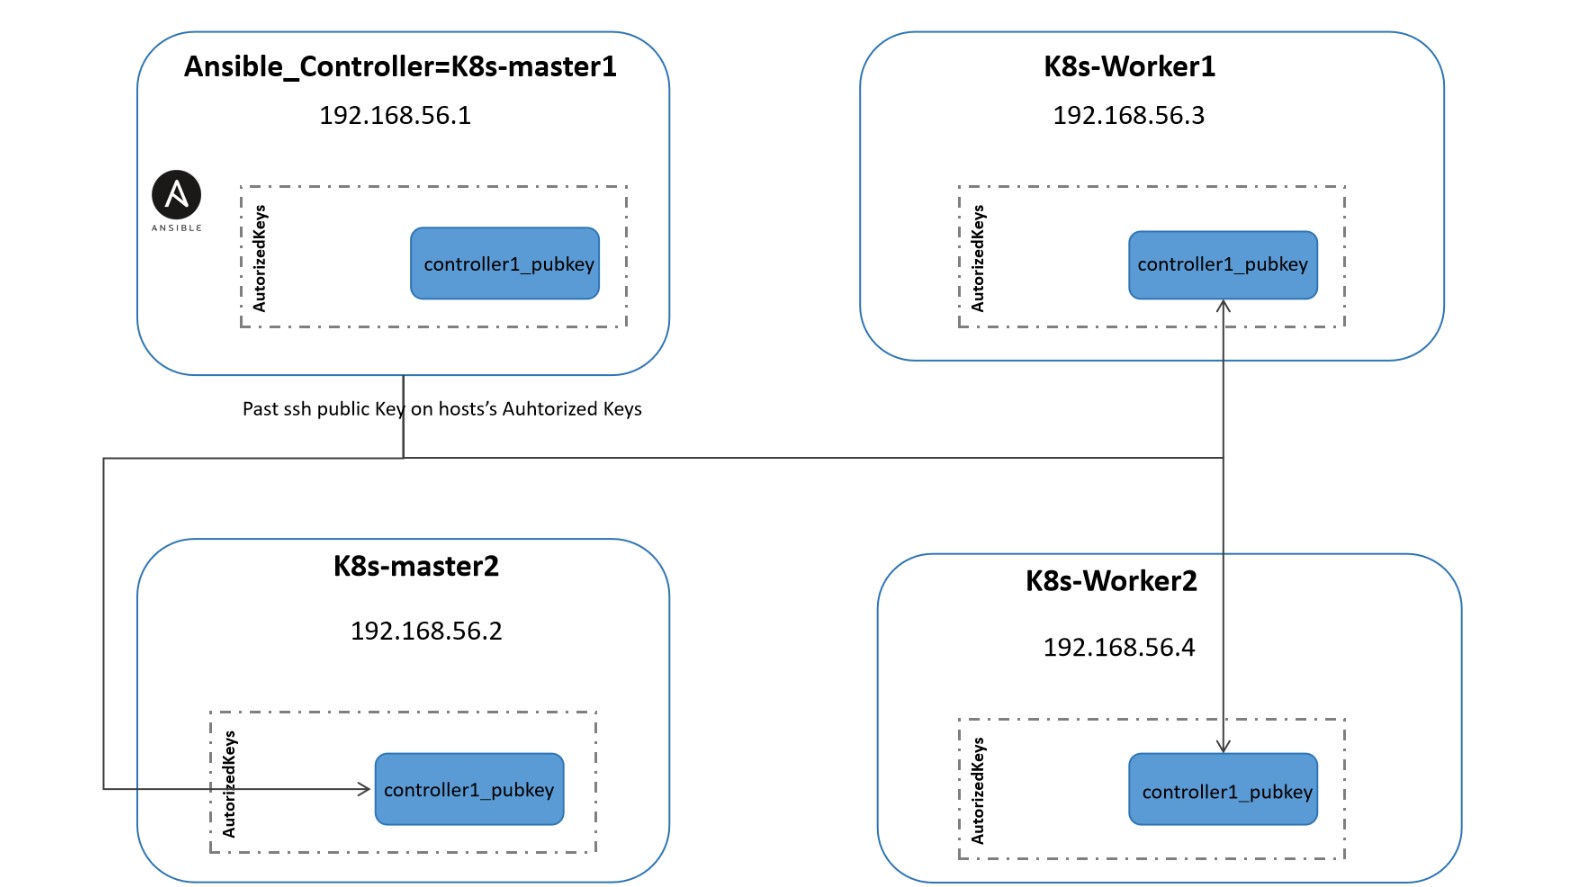 Ansible_Controller=K8s-master1
192.168.56.1
ANSIBLE
AutorizedKeys
controller1_pubkey
K8s-Worker1
192.168.56.3
AutorizedKeys
controller1_pubkey
Past ssh public Key on hosts's Auhtorized Keys
K8s-master2
192.168.56.2
AutorizedKeys
controller1_pubkey
K8s-Worker2
192.168.56.4
AutorizedKeys
controller1_pubkey